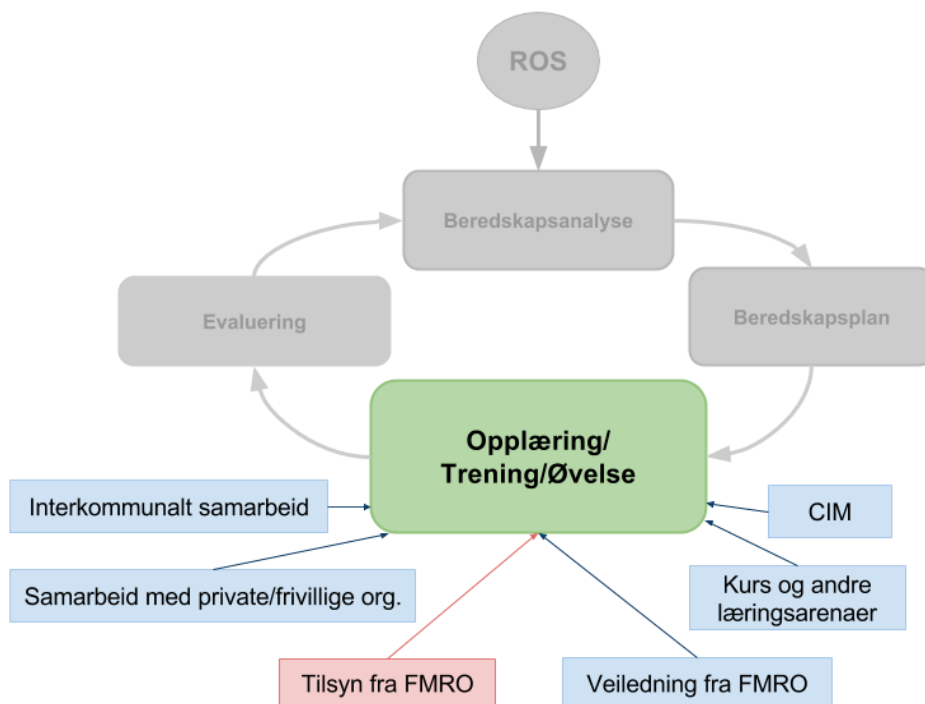 ROS
Beredskapsanalyse
Evaluering
Beredskapsplan
Opplæring/
Trening/Øvelse
Interkommunalt samarbeid
CIM
Samarbeid med private/frivillige org.
Kurs og andre
læringsarenaer
Tilsyn fra FMRO
Veiledning fra FMRO